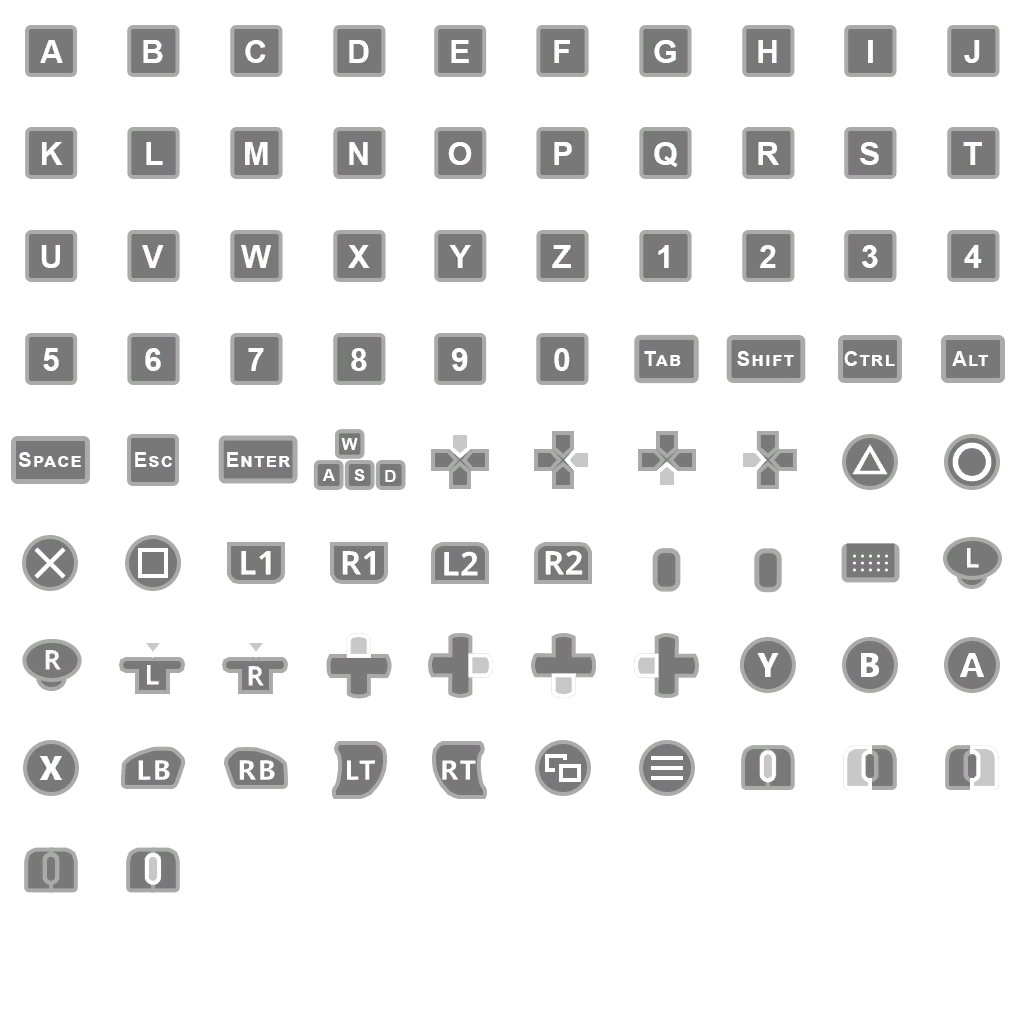 A B C D E F G H I J
K L M N O P Q R S T
U V W X Y Z 1 2 3 4
5 6 7 8 9 0 TAB SHIFT CTRL ALT
SPACE ESC ENTER W A S D
L1 R1 L2 R2 L
R L R Y B A
X LB RB LT RT